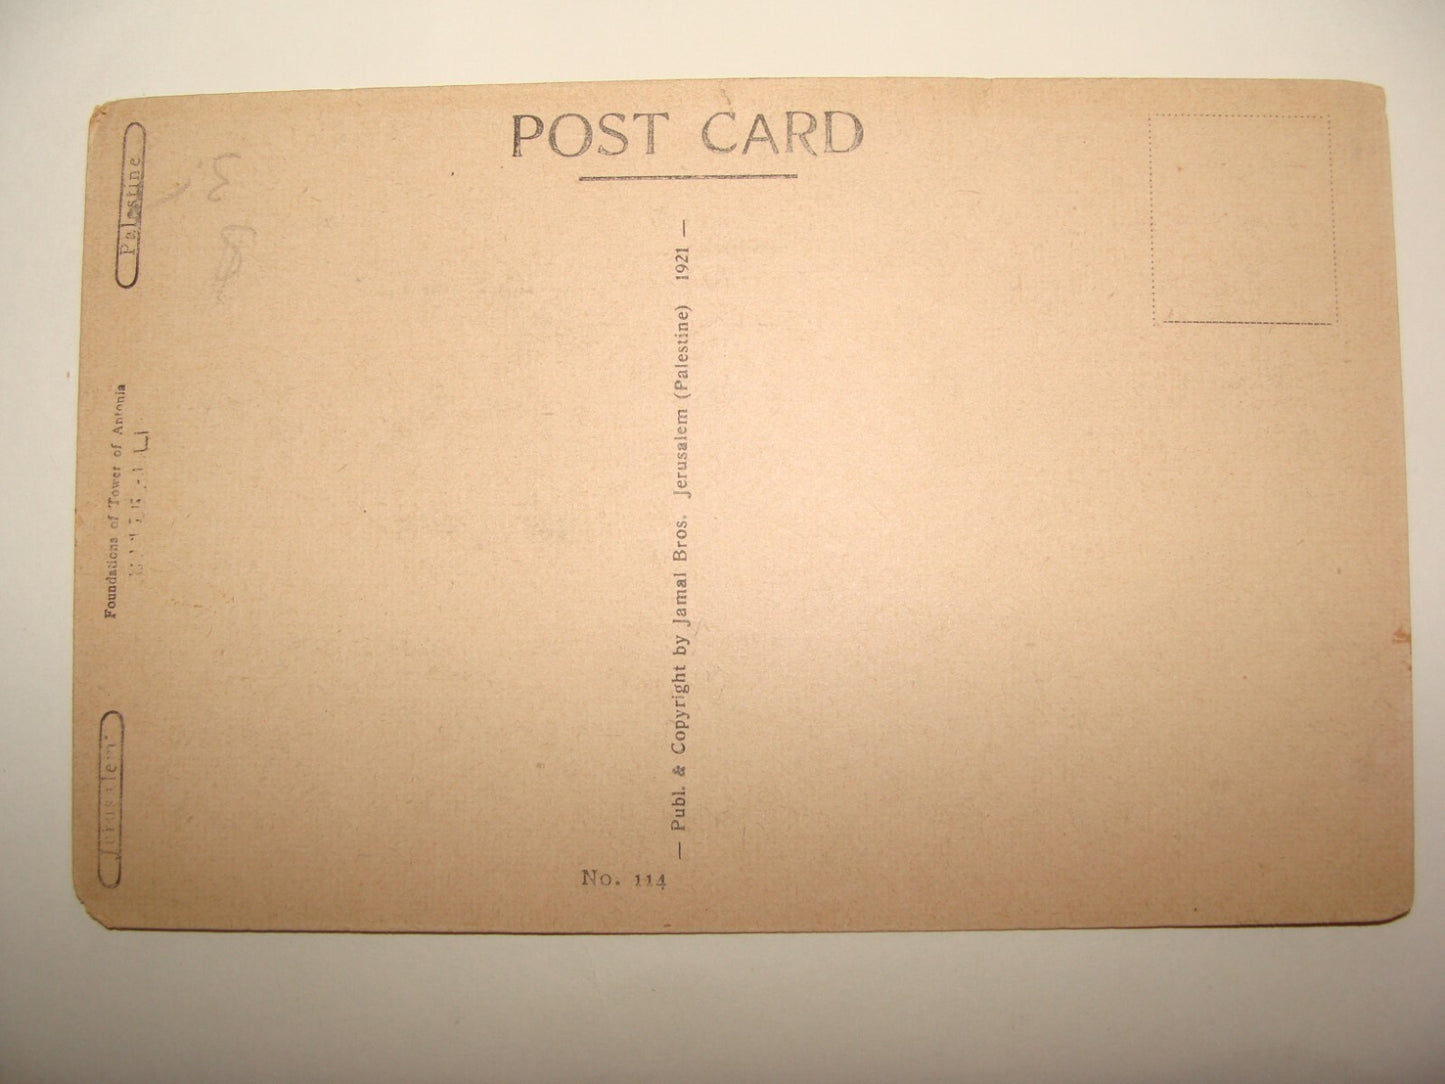 POST CARD
Palestine
Foundations of Tower of Antonia
Jerusalem
— Publ. & Copyright by Jamal Bros. Jerusalem (Palestine) 1921 —
No. 114